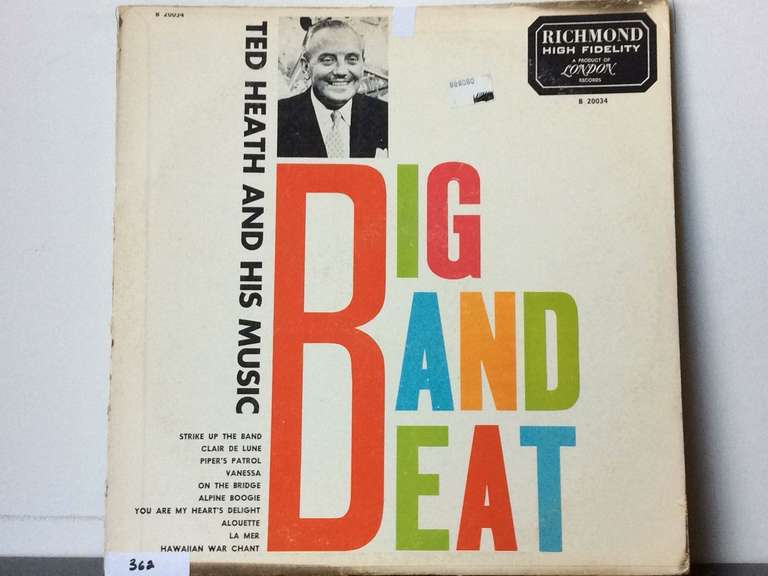 B 20034
TED HEATH AND HIS MUSIC
RICHMOND
HIGH FIDELITY
A PRODUCT OF
LONDON
RECORDS
B 20034
BIG
BAND
BEAT
STRIKE UP THE BAND
CLAIR DE LUNE
PIPER'S PATROL
VANESSA
ON THE BRIDGE
ALPINE BOOGIE
YOU ARE MY HEART'S DELIGHT
ALOUETTE
LA MER
HAWAIIAN WAR CHANT
362